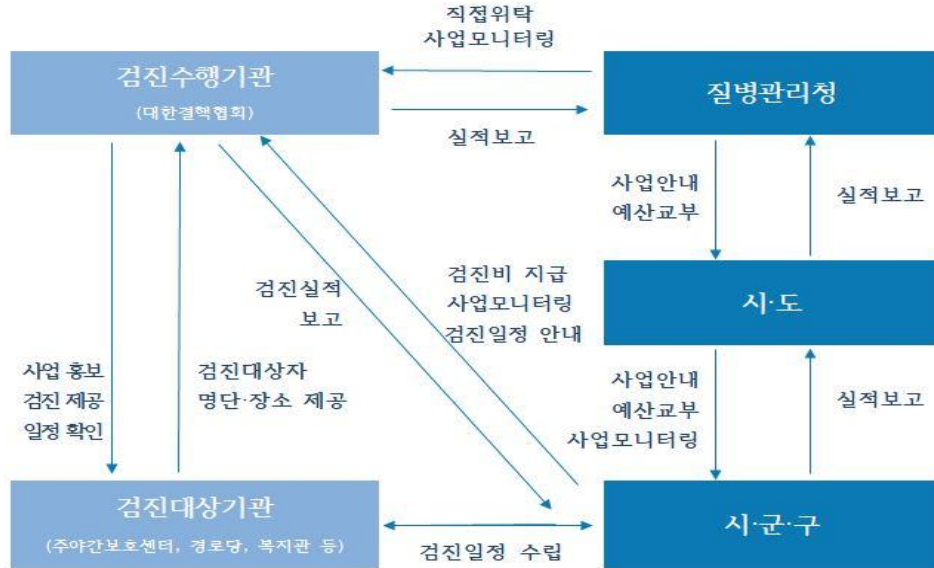 직접위탁
사업모니터링
검진수행기관
(대한결핵협회)
질병관리청
실적보고
사업안내
예산교부
실적보고
검진실적
보고
검진비 지급
사업모니터링
검진일정 안내
시·도
사업 홍보
검진 제공
일정 확인
검진대상자
명단·장소 제공
사업안내
예산교부
사업모니터링
실적보고
검진대상기관
(주야간보호센터, 경로당, 복지관 등)
시·군·구
검진일정 수립